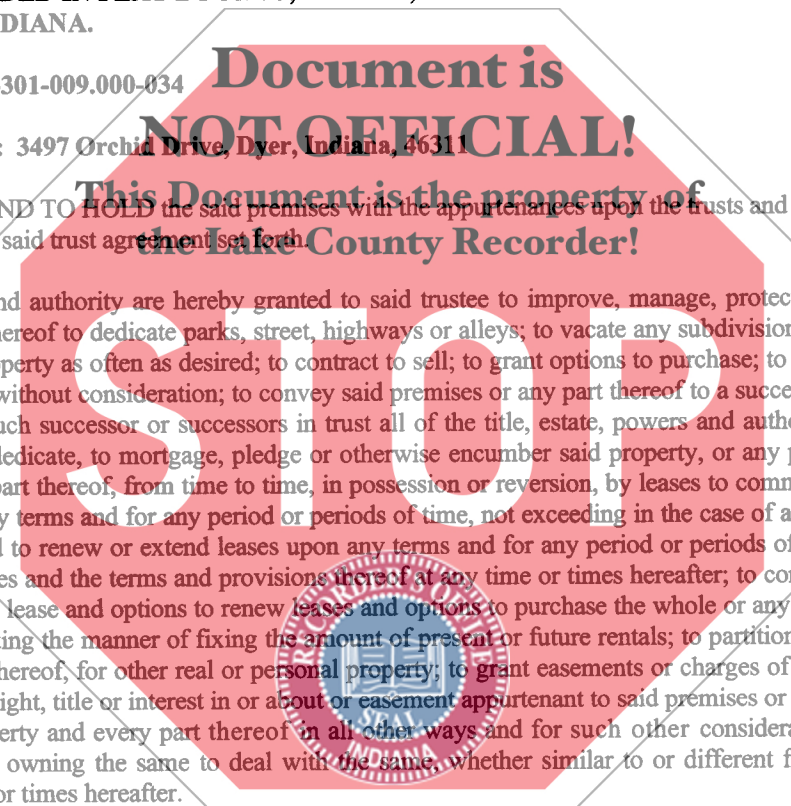 DIANA.
Document is
301-009.000-034
NOT OFFICIAL!
: 3497 Orchid Drive, Dyer, Indiana, 46311
This Document is the property of
ND TO HOLD the said premises with the appurtenances upon the trusts and
the Lake County Recorder!
said trust agreement set forth.
nd authority are hereby granted to said trustee to improve, manage, protec
hereof to dedicate parks, street, highways or alleys; to vacate any subdivision
perty as often as desired; to contract to sell; to grant options to purchase; to
without consideration; to convey said premises or any part thereof to a succe
uch successor or successors in trust all of the title, estate, powers and autho
dedicate, to mortgage, pledge or otherwise encumber said property, or any p
part thereof, from time to time, in possession or reversion, by leases to comm
y terms and for any period or periods of time, not exceeding in the case of a
d to renew or extend leases upon any terms and for any period or periods of
es and the terms and provisions thereof at any time or times hereafter; to con
lease and options to renew leases and options to purchase the whole or any
ting the manner of fixing the amount of present or future rentals; to partition
hereof, for other real or personal property; to grant easements or charges of
ight, title or interest in or about or easement appurtenant to said premises or
erty and every part thereof in all other ways and for such other considera
owning the same to deal with the same, whether similar to or different f
or times hereafter.
STOP
RECORDER'S OFFICE
SEAL
INDIANA